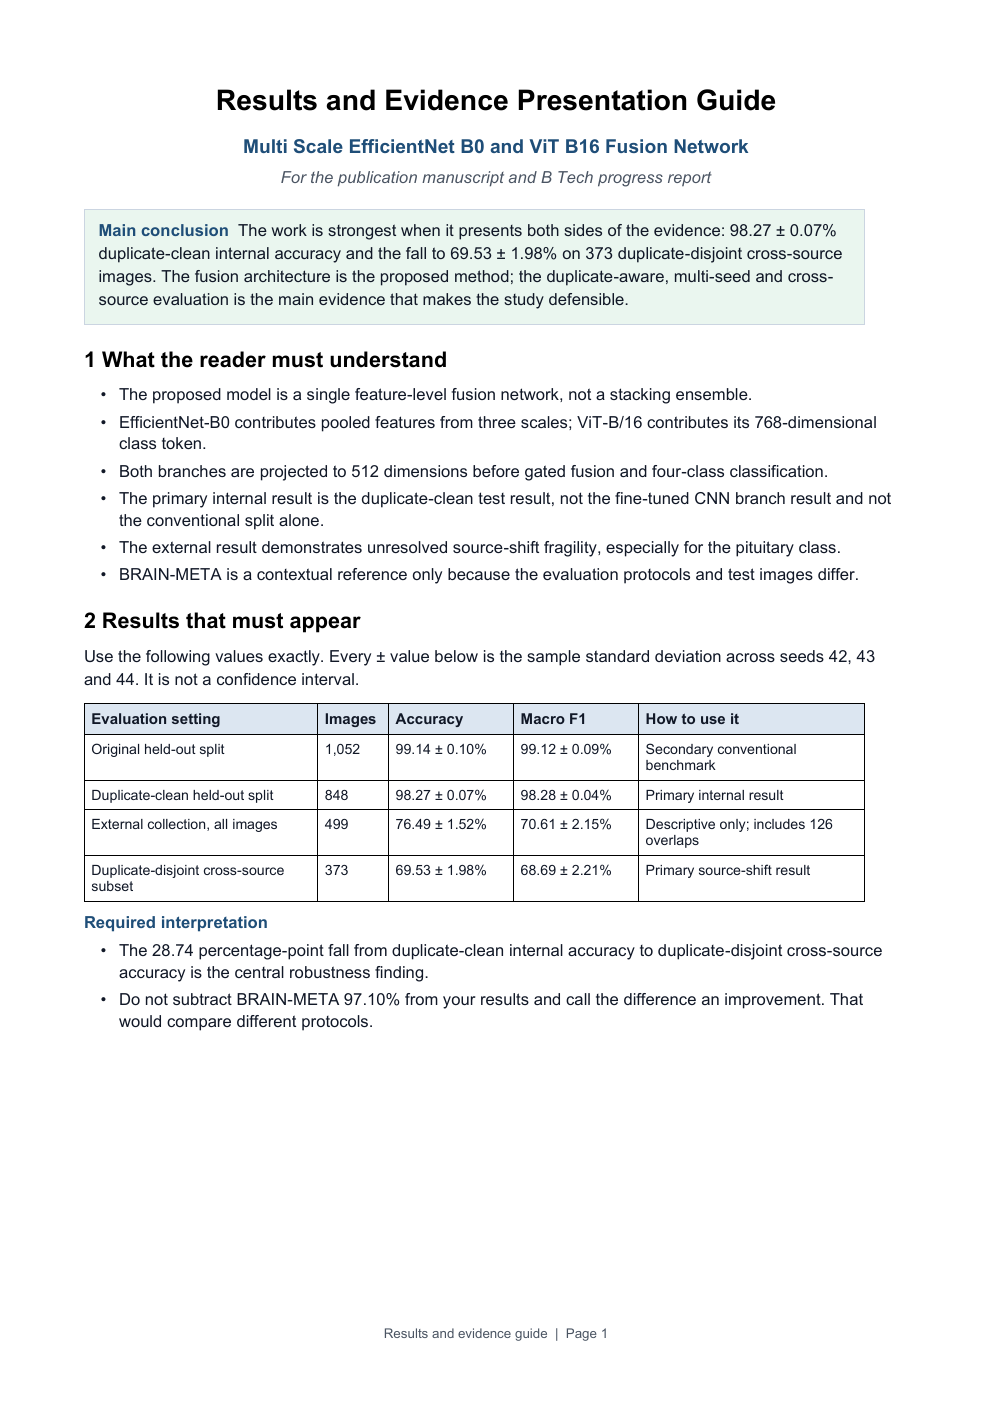 Results and Evidence Presentation Guide
Multi Scale EfficientNet B0 and ViT B16 Fusion Network
For the publication manuscript and B Tech progress report
Main conclusion The work is strongest when it presents both sides of the evidence: 98.27 ± 0.07%
duplicate-clean internal accuracy and the fall to 69.53 ± 1.98% on 373 duplicate-disjoint cross-source
images. The fusion architecture is the proposed method; the duplicate-aware, multi-seed and cross-
source evaluation is the main evidence that makes the study defensible.
1 What the reader must understand
• The proposed model is a single feature-level fusion network, not a stacking ensemble.
• EfficientNet-B0 contributes pooled features from three scales; ViT-B/16 contributes its 768-dimensional
class token.
• Both branches are projected to 512 dimensions before gated fusion and four-class classification.
• The primary internal result is the duplicate-clean test result, not the fine-tuned CNN branch result and not
the conventional split alone.
• The external result demonstrates unresolved source-shift fragility, especially for the pituitary class.
• BRAIN-META is a contextual reference only because the evaluation protocols and test images differ.
2 Results that must appear
Use the following values exactly. Every ± value below is the sample standard deviation across seeds 42, 43
and 44. It is not a confidence interval.
Evaluation setting Images Accuracy Macro F1 How to use it
Original held-out split 1,052 99.14 ± 0.10% 99.12 ± 0.09% Secondary conventional
benchmark
Duplicate-clean held-out split 848 98.27 ± 0.07% 98.28 ± 0.04% Primary internal result
External collection, all images 499 76.49 ± 1.52% 70.61 ± 2.15% Descriptive only; includes 126
overlaps
Duplicate-disjoint cross-source 373 69.53 ± 1.98% 68.69 ± 2.21% Primary source-shift result
subset
Required interpretation
• The 28.74 percentage-point fall from duplicate-clean internal accuracy to duplicate-disjoint cross-source
accuracy is the central robustness finding.
• Do not subtract BRAIN-META 97.10% from your results and call the difference an improvement. That
would compare different protocols.
Results and evidence guide | Page 1